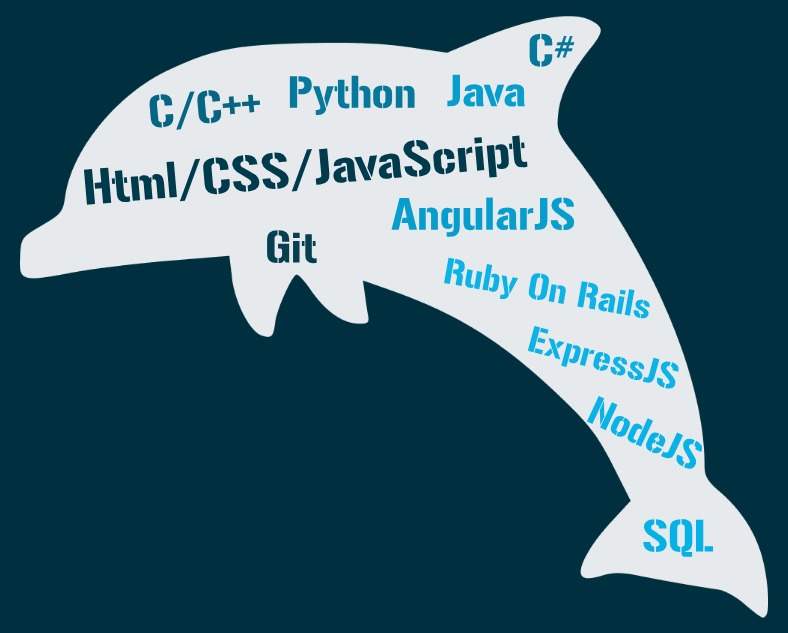 C#
C/C++ Python Java
Html/CSS/JavaScript
AngularJS
Git
Ruby On Rails
ExpressJS
NodeJS
SQL